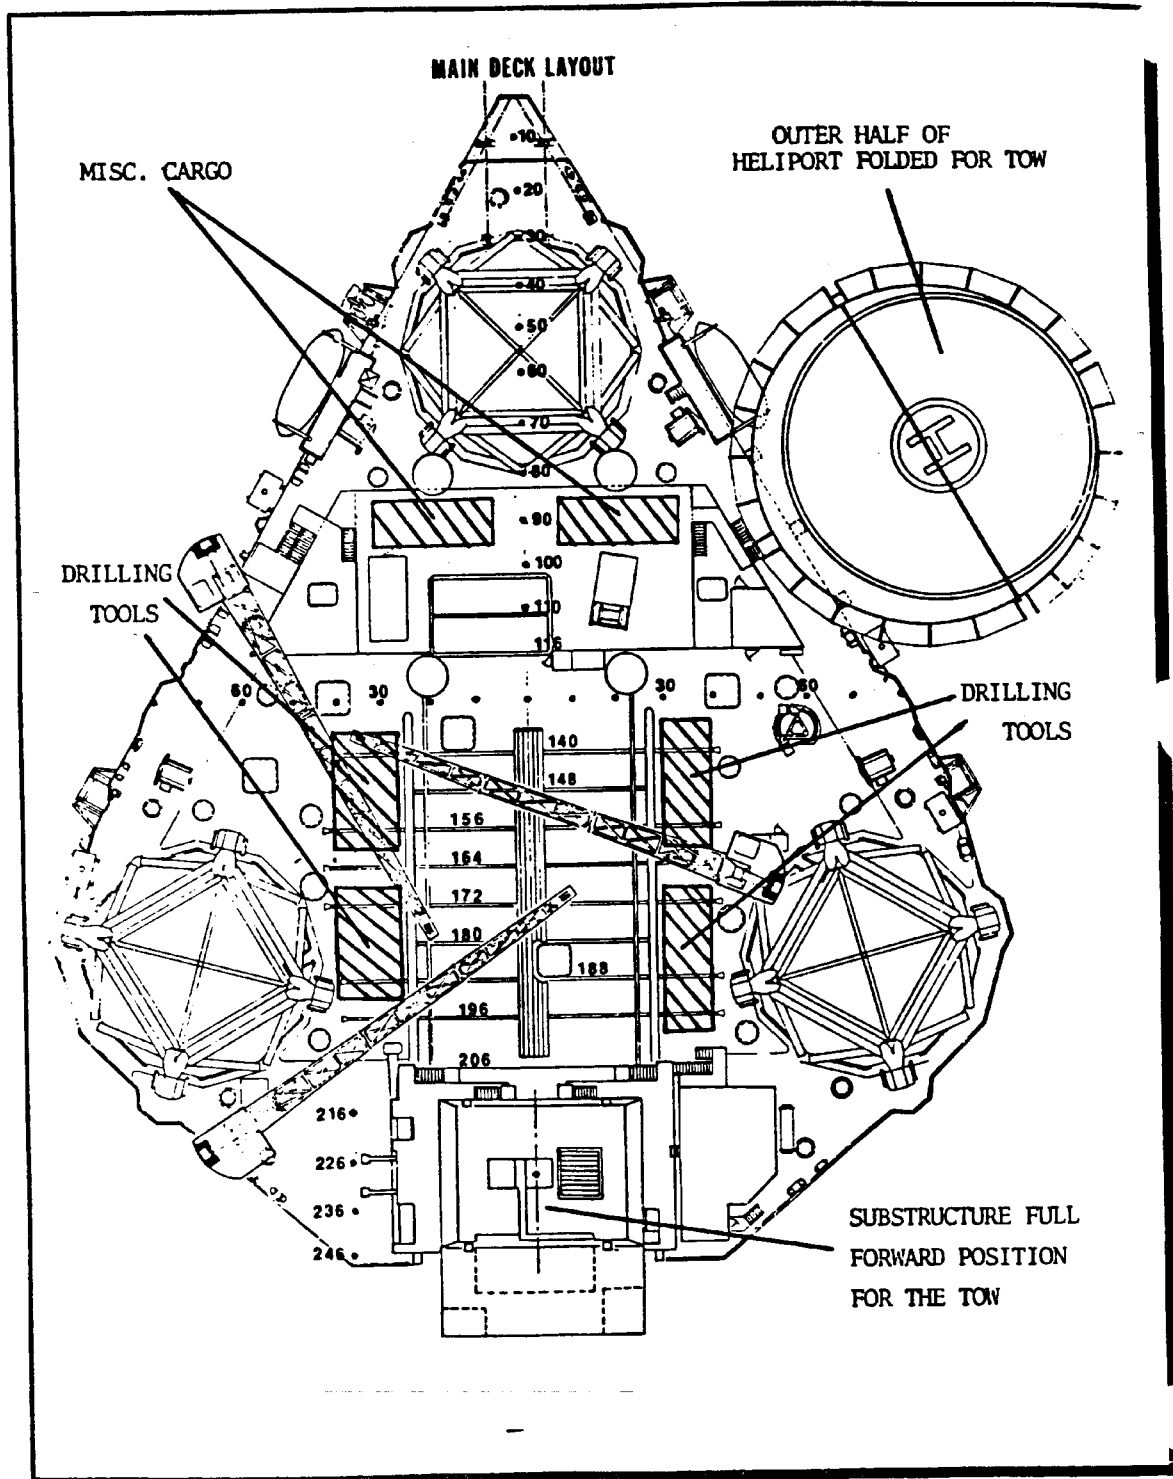 MAIN DECK LAYOUT
OUTER HALF OF
HELIPORT FOLDED FOR TOW
MISC. CARGO
10
20
30
40
50
60
70
80
90
100
110
116
DRILLING
TOOLS
60
30
30
60
DRILLING
TOOLS
140
148
156
164
172
180
188
196
206
216
226
236
246
H
SUBSTRUCTURE FULL
FORWARD POSITION
FOR THE TOW